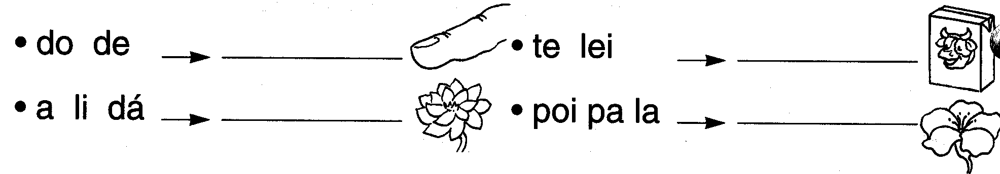 • do de
• te lei
• a li dá
• poi pa la